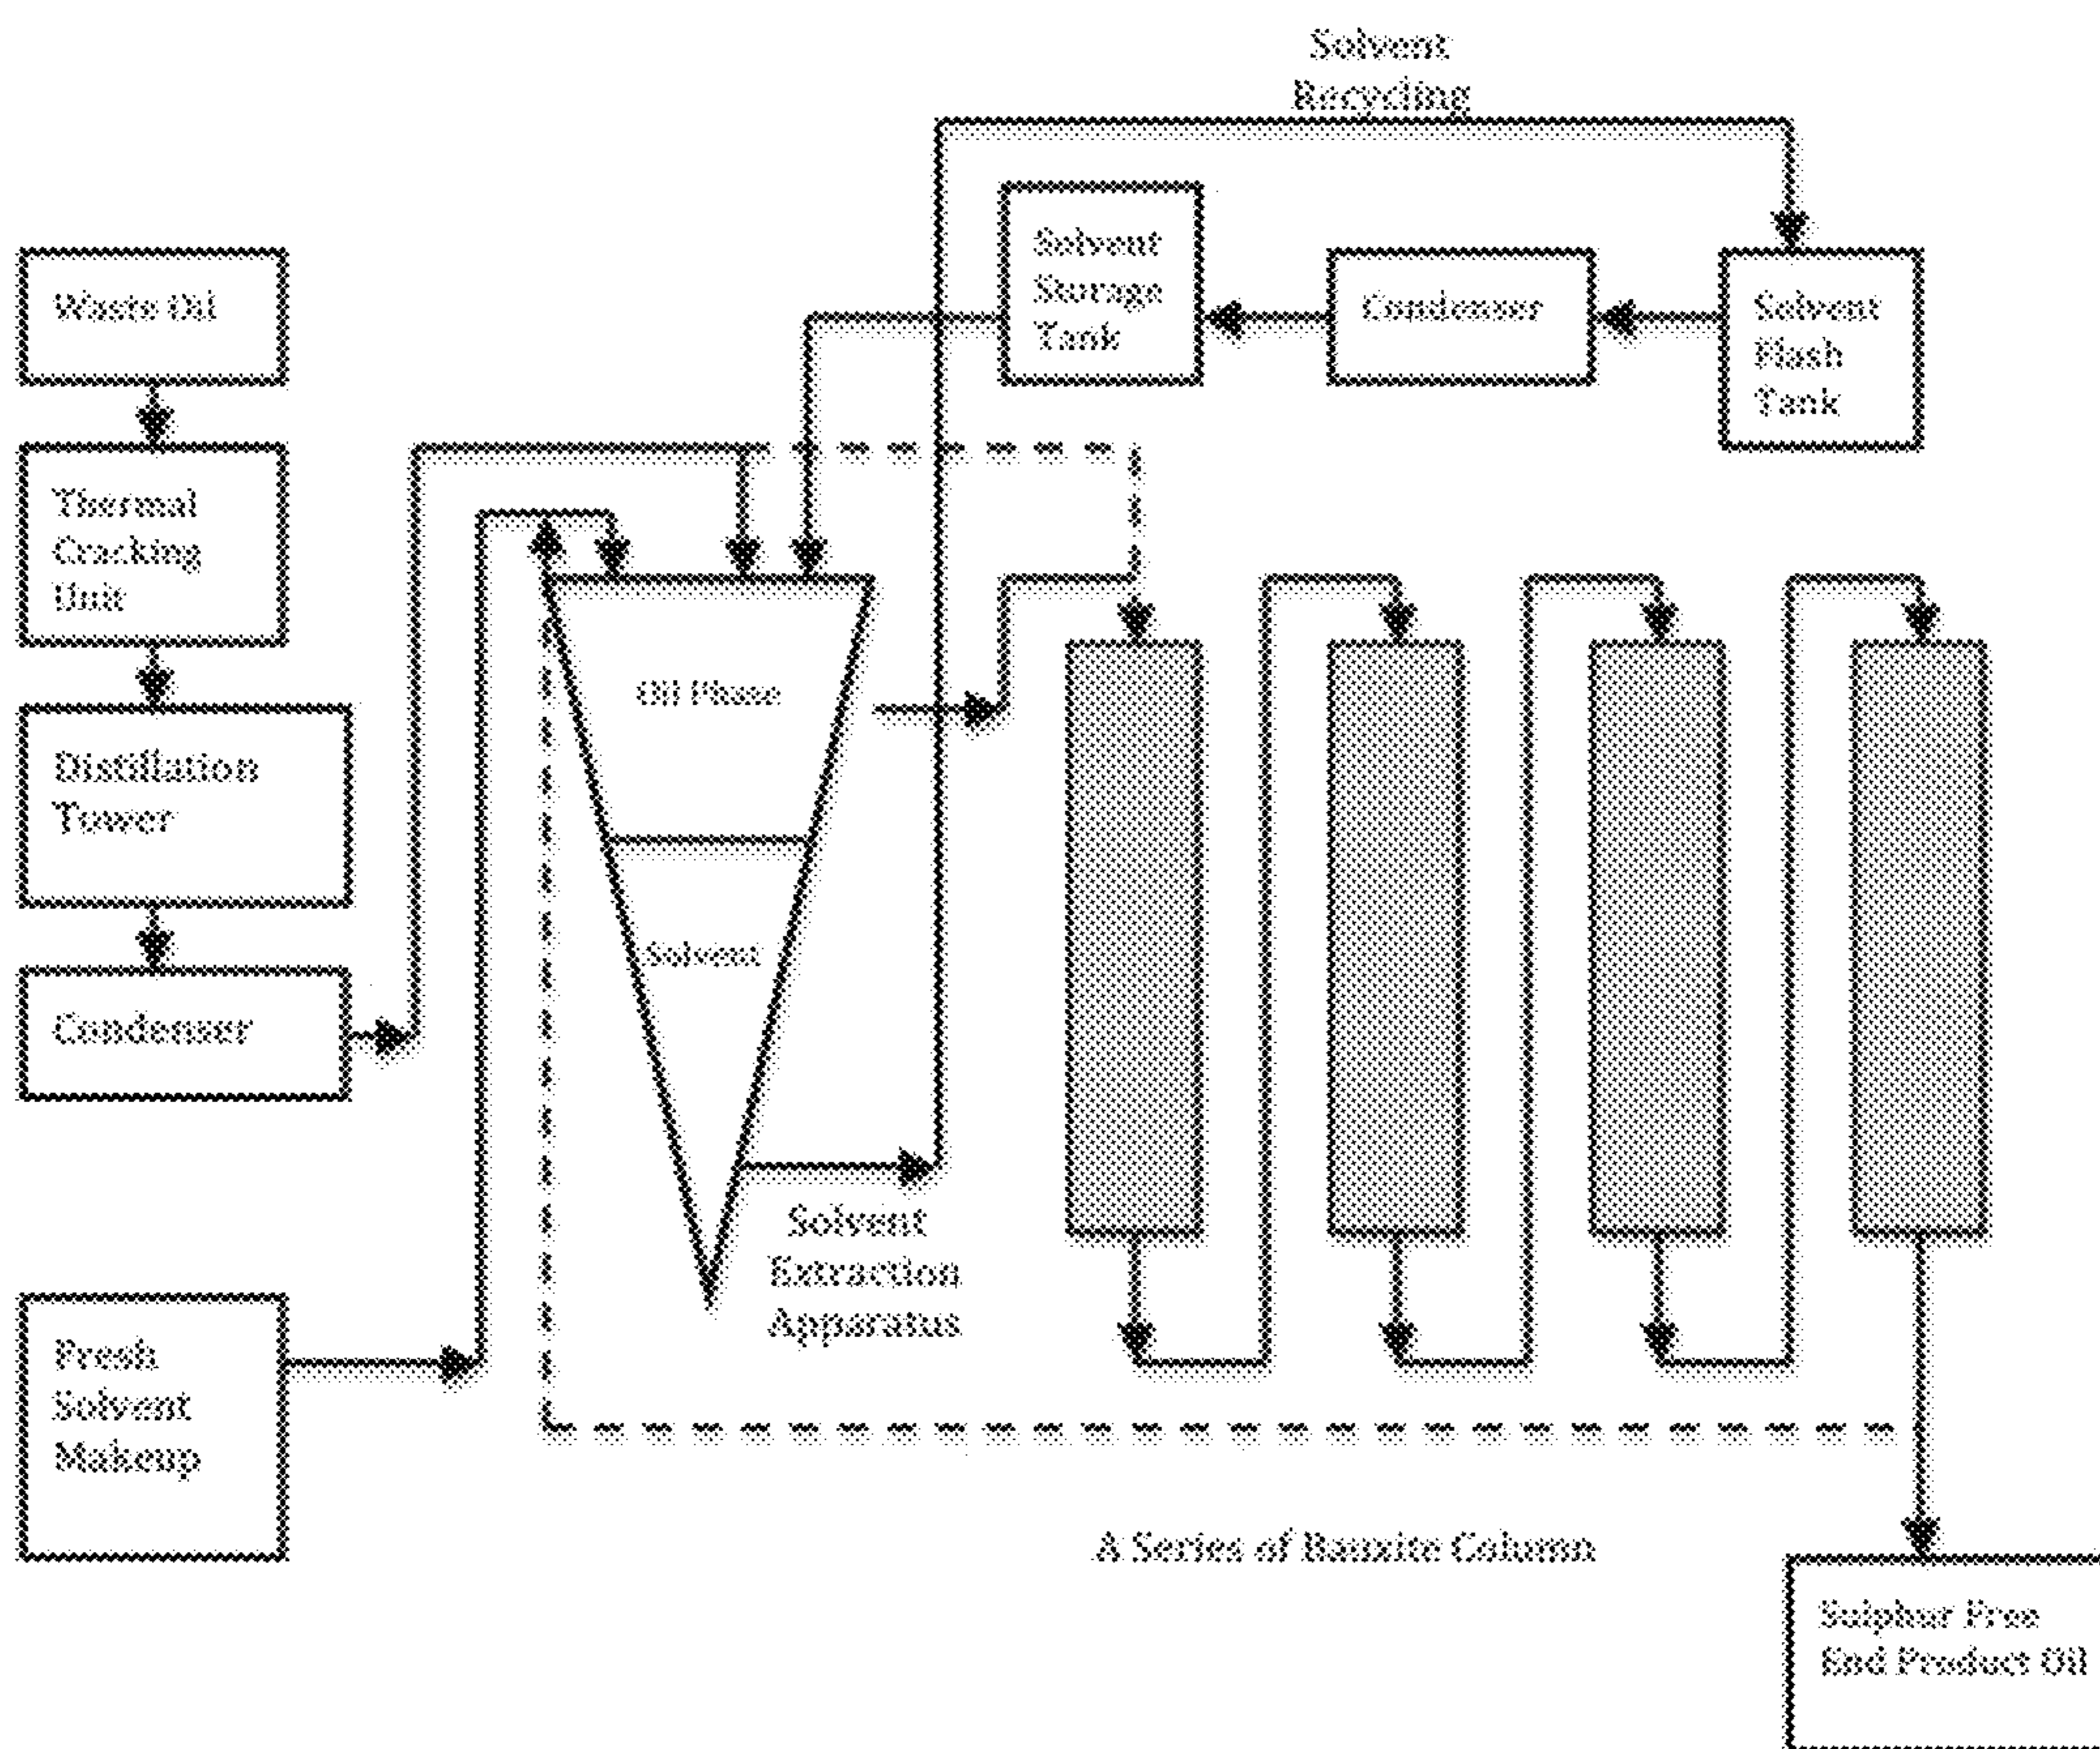 Solvent
Recycling
Solvent
Storage
Tank
Condenser
Solvent
Flash
Tank
Waste Oil
Thermal
Cracking
Unit
Distillation
Tower
Condenser
Oil Phase
Solvent
Solvent
Extraction
Apparatus
Fresh
Solvent
Makeup
A Series of Bauxite Column
Sulphur Free
End Product Oil